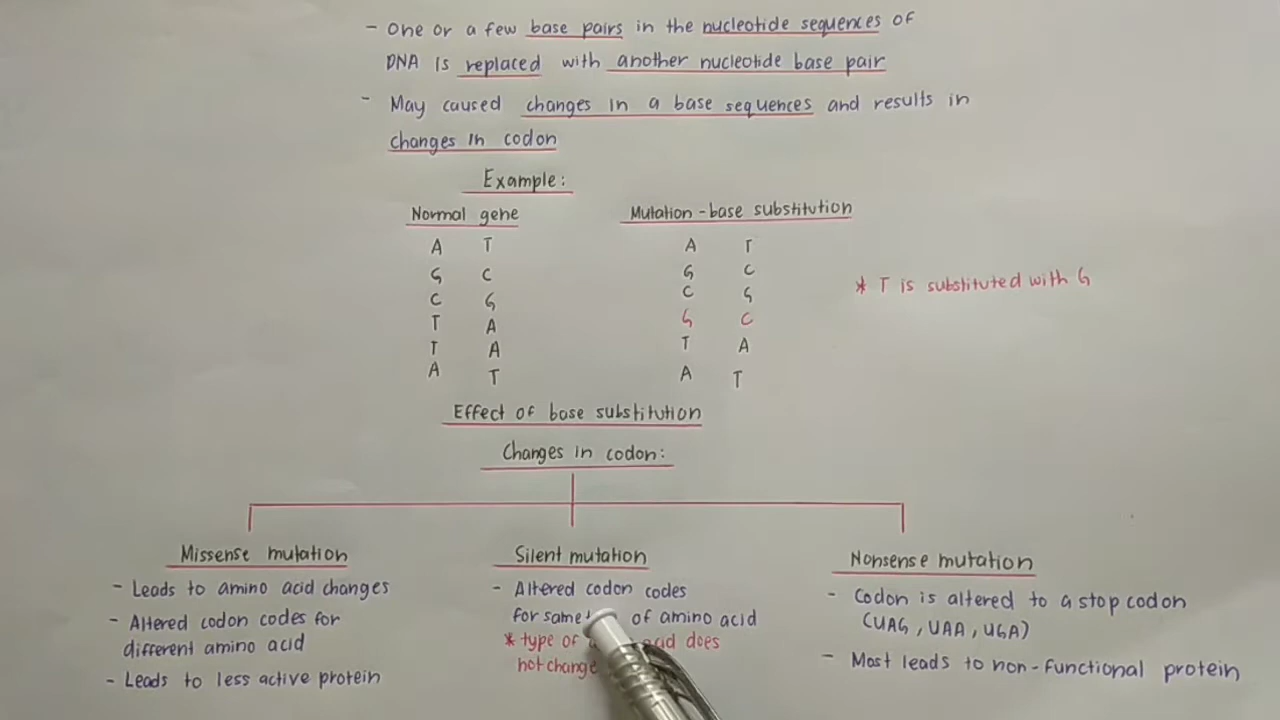 - One or a few base pairs in the nucleotide sequences of
DNA is replaced with another nucleotide base pair
- May caused changes in a base sequences and results in
changes in codon
Example:
Normal gene
A T
G C
C G
T A
T A
A T
Mutation - base substitution
A T
G C
C G
G C
T A
A T
* T is substituted with G
Effect of base substitution
Changes in codon:
Missense mutation
- Leads to amino acid changes
- Altered codon codes for
different amino acid
- Leads to less active protein
Silent mutation
- Altered codon codes
for same of amino acid
* type of does
not change
Nonsense mutation
- Codon is altered to a stop codon
(UAG, UAA, UGA)
- Most leads to non-functional protein